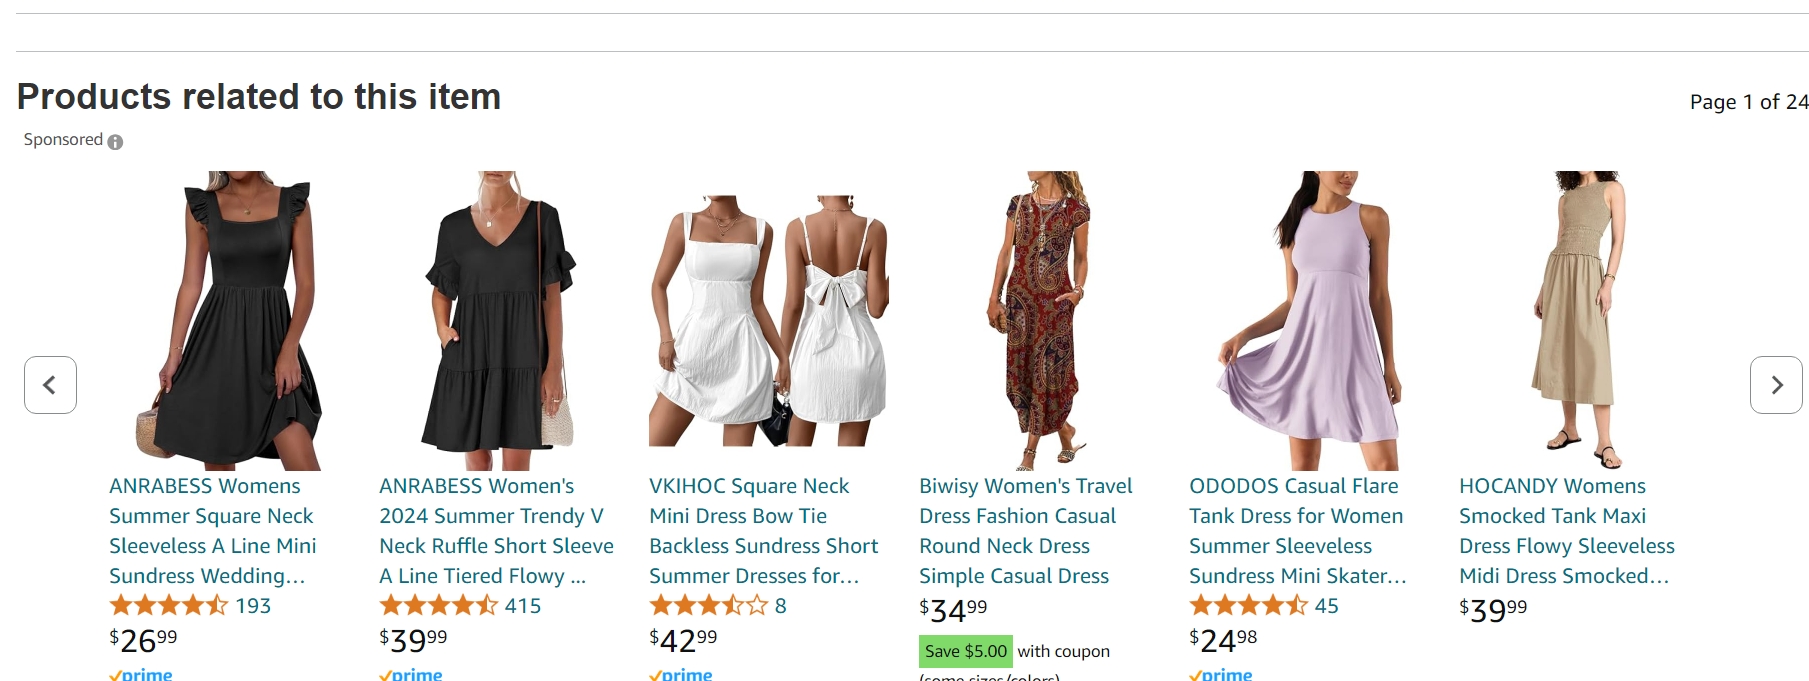 Products related to this item
Page 1 of 24
Sponsored
ANRABESS Womens
Summer Square Neck
Sleeveless A Line Mini
Sundress Wedding...
193
$26.99
prime
ANRABESS Women's
2024 Summer Trendy V
Neck Ruffle Short Sleeve
A Line Tiered Flowy ...
415
$39.99
prime
VKIHOC Square Neck
Mini Dress Bow Tie
Backless Sundress Short
Summer Dresses for...
8
$42.99
prime
Biwisy Women's Travel
Dress Fashion Casual
Round Neck Dress
Simple Casual Dress
$34.99
Save $5.00 with coupon
(some sizes/colors)
ODODOS Casual Flare
Tank Dress for Women
Summer Sleeveless
Sundress Mini Skater...
45
$24.98
prime
HOCANDY Womens
Smocked Tank Maxi
Dress Flowy Sleeveless
Midi Dress Smocked...
$39.99